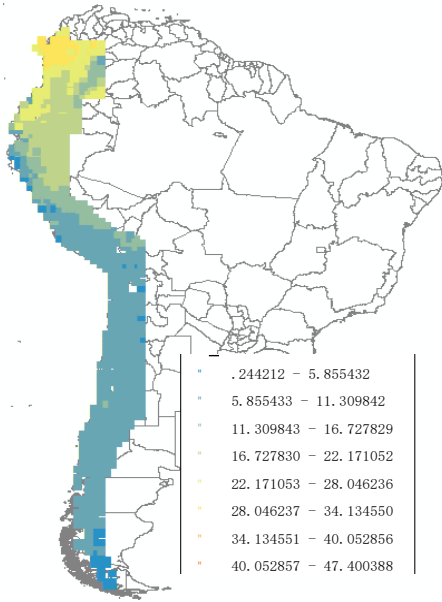 .244212 - 5.855432
5.855433 - 11.309842
11.309843 - 16.727829
16.727830 - 22.171052
22.171053 - 28.046236
28.046237 - 34.134550
34.134551 - 40.052856
40.052857 - 47.400388